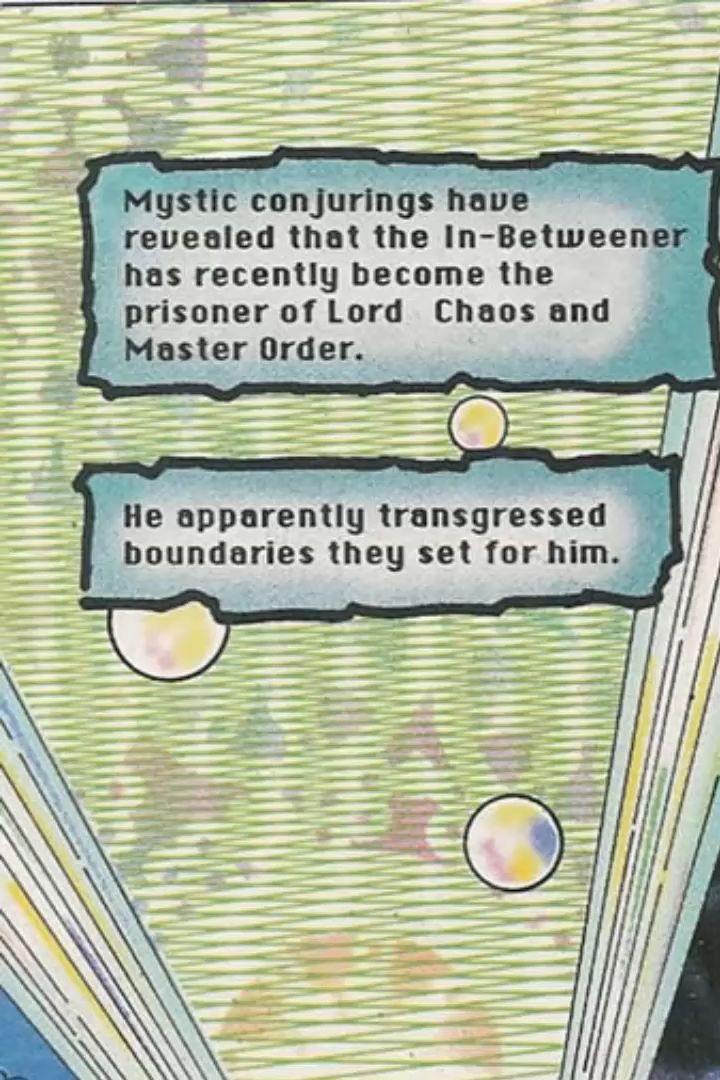 Mystic conjurings have
revealed that the In-Betweener
has recently become the
prisoner of Lord Chaos and
Master Order.
He apparently transgressed
boundaries they set for him.